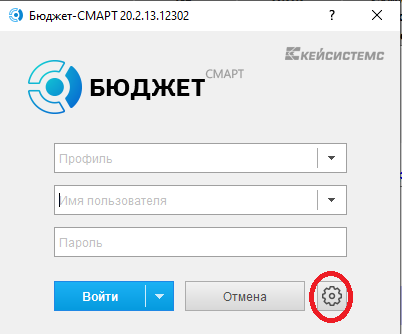 Бюджет-СМАРТ 20.2.13.12302
?
КЕЙСИСТЕМС
БЮДЖЕТ СМАРТ
Профиль
Имя пользователя
Пароль
Войти
Отмена